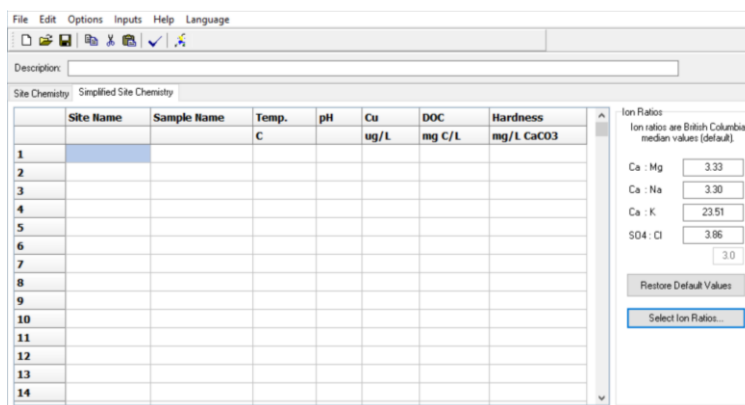 File Edit Options Inputs Help Language
Description:
Site Chemistry Simplified Site Chemistry
Site Name Sample Name Temp. pH Cu DOC Hardness
C ug/L mg C/L mg/L CaCO3
1
2
3
4
5
6
7
8
9
10
11
12
13
14
Ion Ratios
Ion ratios are British Columbia
median values (default).
Ca : Mg 3.33
Ca : Na 3.30
Ca : K 23.51
SO4 : Cl 3.86
3.0
Restore Default Values
Select Ion Ratios...